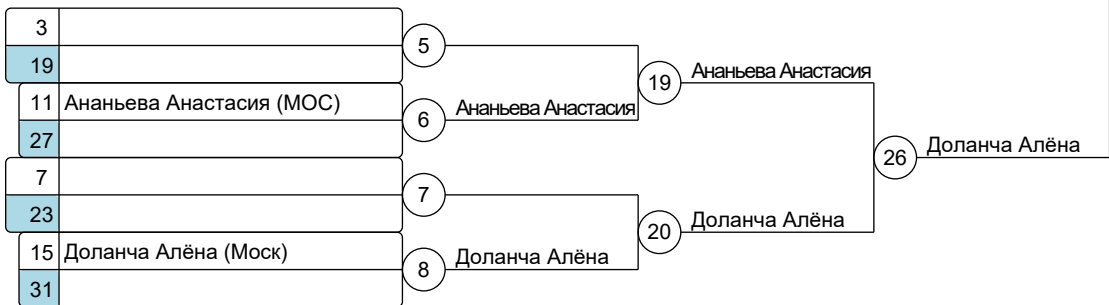 3
5
19
19 Ананьева Анастасия
11 Ананьева Анастасия (МОС)
6 Ананьева Анастасия
27
26 Доланча Алёна
7
7
23
20 Доланча Алёна
15 Доланча Алёна (Моск)
8 Доланча Алёна
31